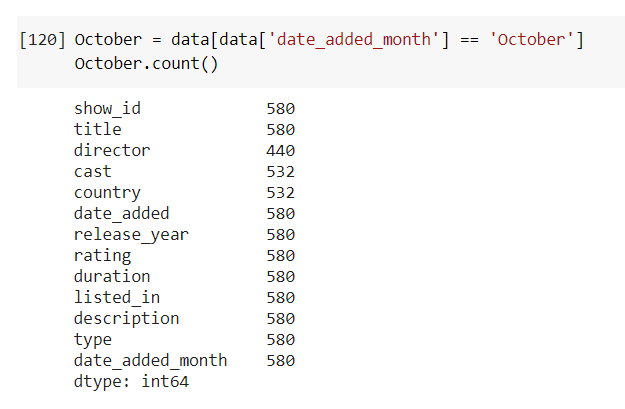 [120] October = data[data['date_added_month'] == 'October']
October.count()
show_id 580
title 580
director 440
cast 532
country 532
date_added 580
release_year 580
rating 580
duration 580
listed_in 580
description 580
type 580
date_added_month 580
dtype: int64